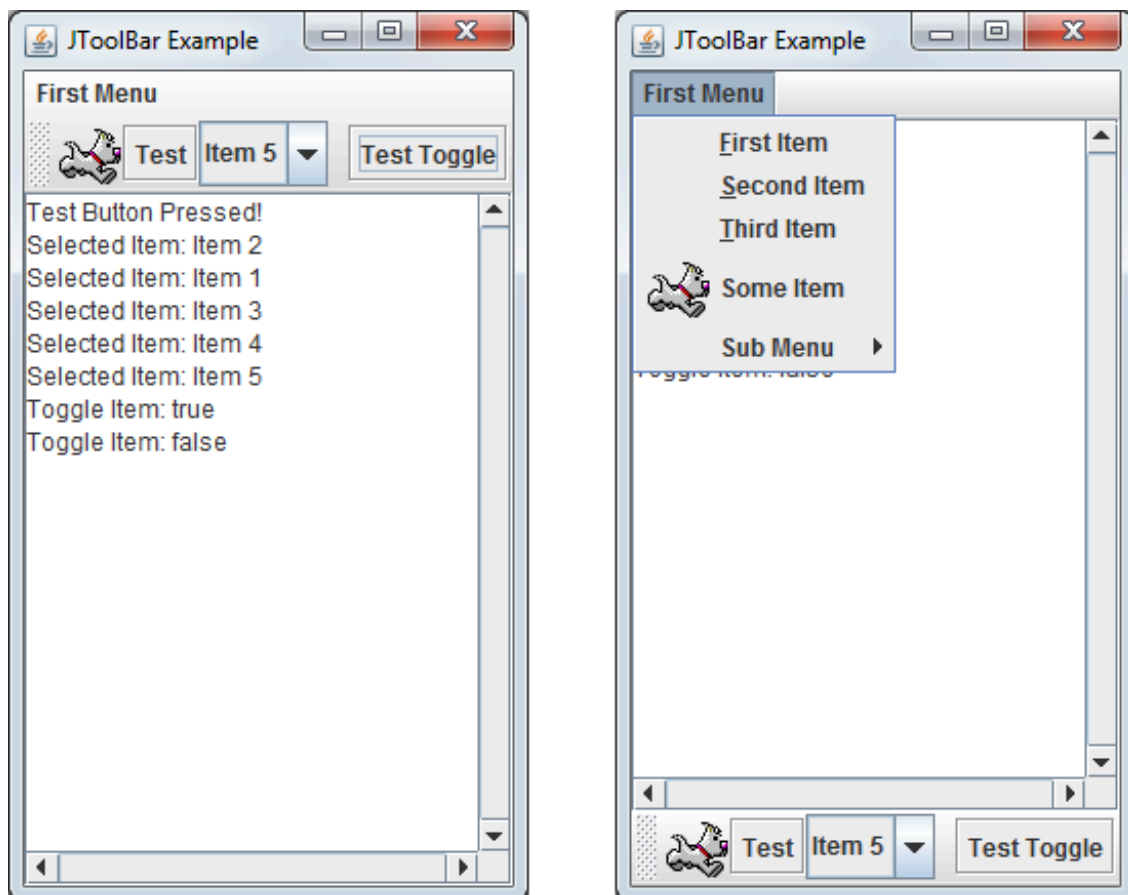 JToolBar Example
First Menu
Test Item 5 Test Toggle
Test Button Pressed!
Selected Item: Item 2
Selected Item: Item 1
Selected Item: Item 3
Selected Item: Item 4
Selected Item: Item 5
Toggle Item: true
Toggle Item: false
JToolBar Example
First Menu
First Item
Second Item
Third Item
Some Item
Sub Menu
Toggle Item: false
Test Item 5 Test Toggle